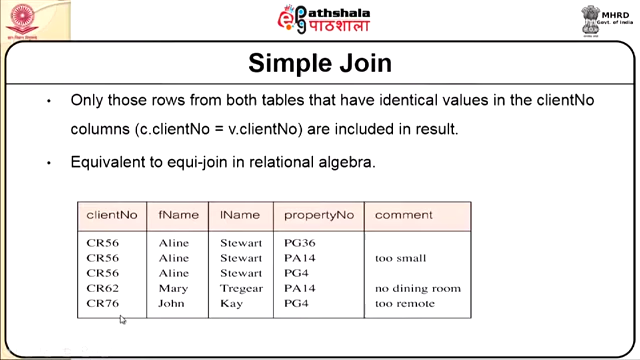 Pathshala
पाठशाला
MHRD
Govt. of India
Simple Join
• Only those rows from both tables that have identical values in the clientNo
columns (c.clientNo = v.clientNo) are included in result.
• Equivalent to equi-join in relational algebra.
clientNo fName lName propertyNo comment
CR56 Aline Stewart PG36
CR56 Aline Stewart PA14 too small
CR56 Aline Stewart PG4
CR62 Mary Tregear PA14 no dining room
CR76 John Kay PG4 too remote